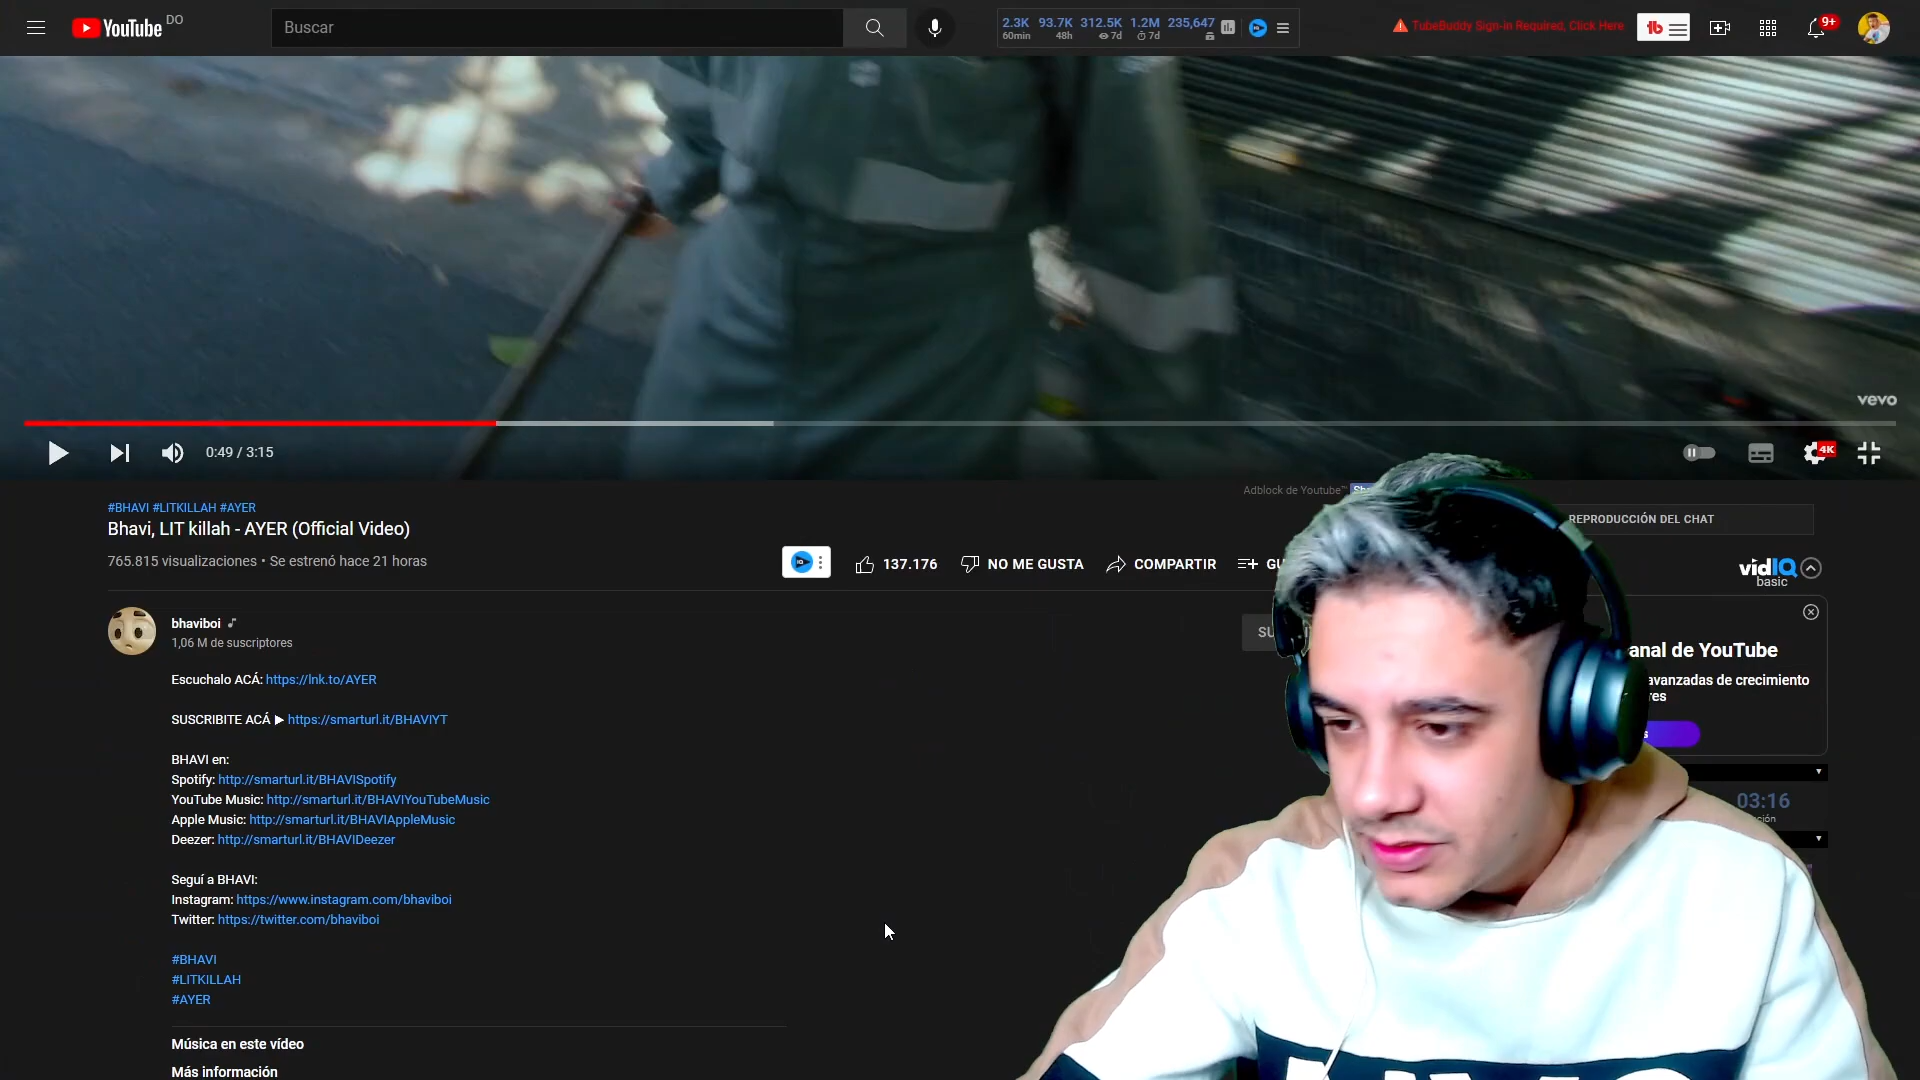 YouTube DO
Buscar
2.3K 93.7K 312.5K 1.2M 235,647
60min 48h 7d 7d
TubeBuddy Sign-in Required, Click Here
tb
9+
vevo
0:49 / 3:15
4K
Adblock de Youtube™
#BHAVI #LITKILLAH #AYER
REPRODUCCIÓN DEL CHAT
Bhavi, LIT killah - AYER (Official Video)
765.815 visualizaciones • Se estrenó hace 21 horas
137.176 NO ME GUSTA COMPARTIR
vidIQ
basic
bhaviboi
1,06 M de suscriptores
anal de YouTube
avanzadas de crecimiento
Escuchalo ACÁ: https://lnk.to/AYER
SUSCRIBITE ACÁ ▶ https://smarturl.it/BHAVIYT
BHAVI en:
Spotify: http://smarturl.it/BHAVISpotify
YouTube Music: http://smarturl.it/BHAVIYouTubeMusic
03:16
Apple Music: http://smarturl.it/BHAVIAppleMusic
Deezer: http://smarturl.it/BHAVIDeezer
Seguí a BHAVI:
Instagram: https://www.instagram.com/bhaviboi
Twitter: https://twitter.com/bhaviboi
#BHAVI
#LITKILLAH
#AYER
Música en este vídeo
Más información